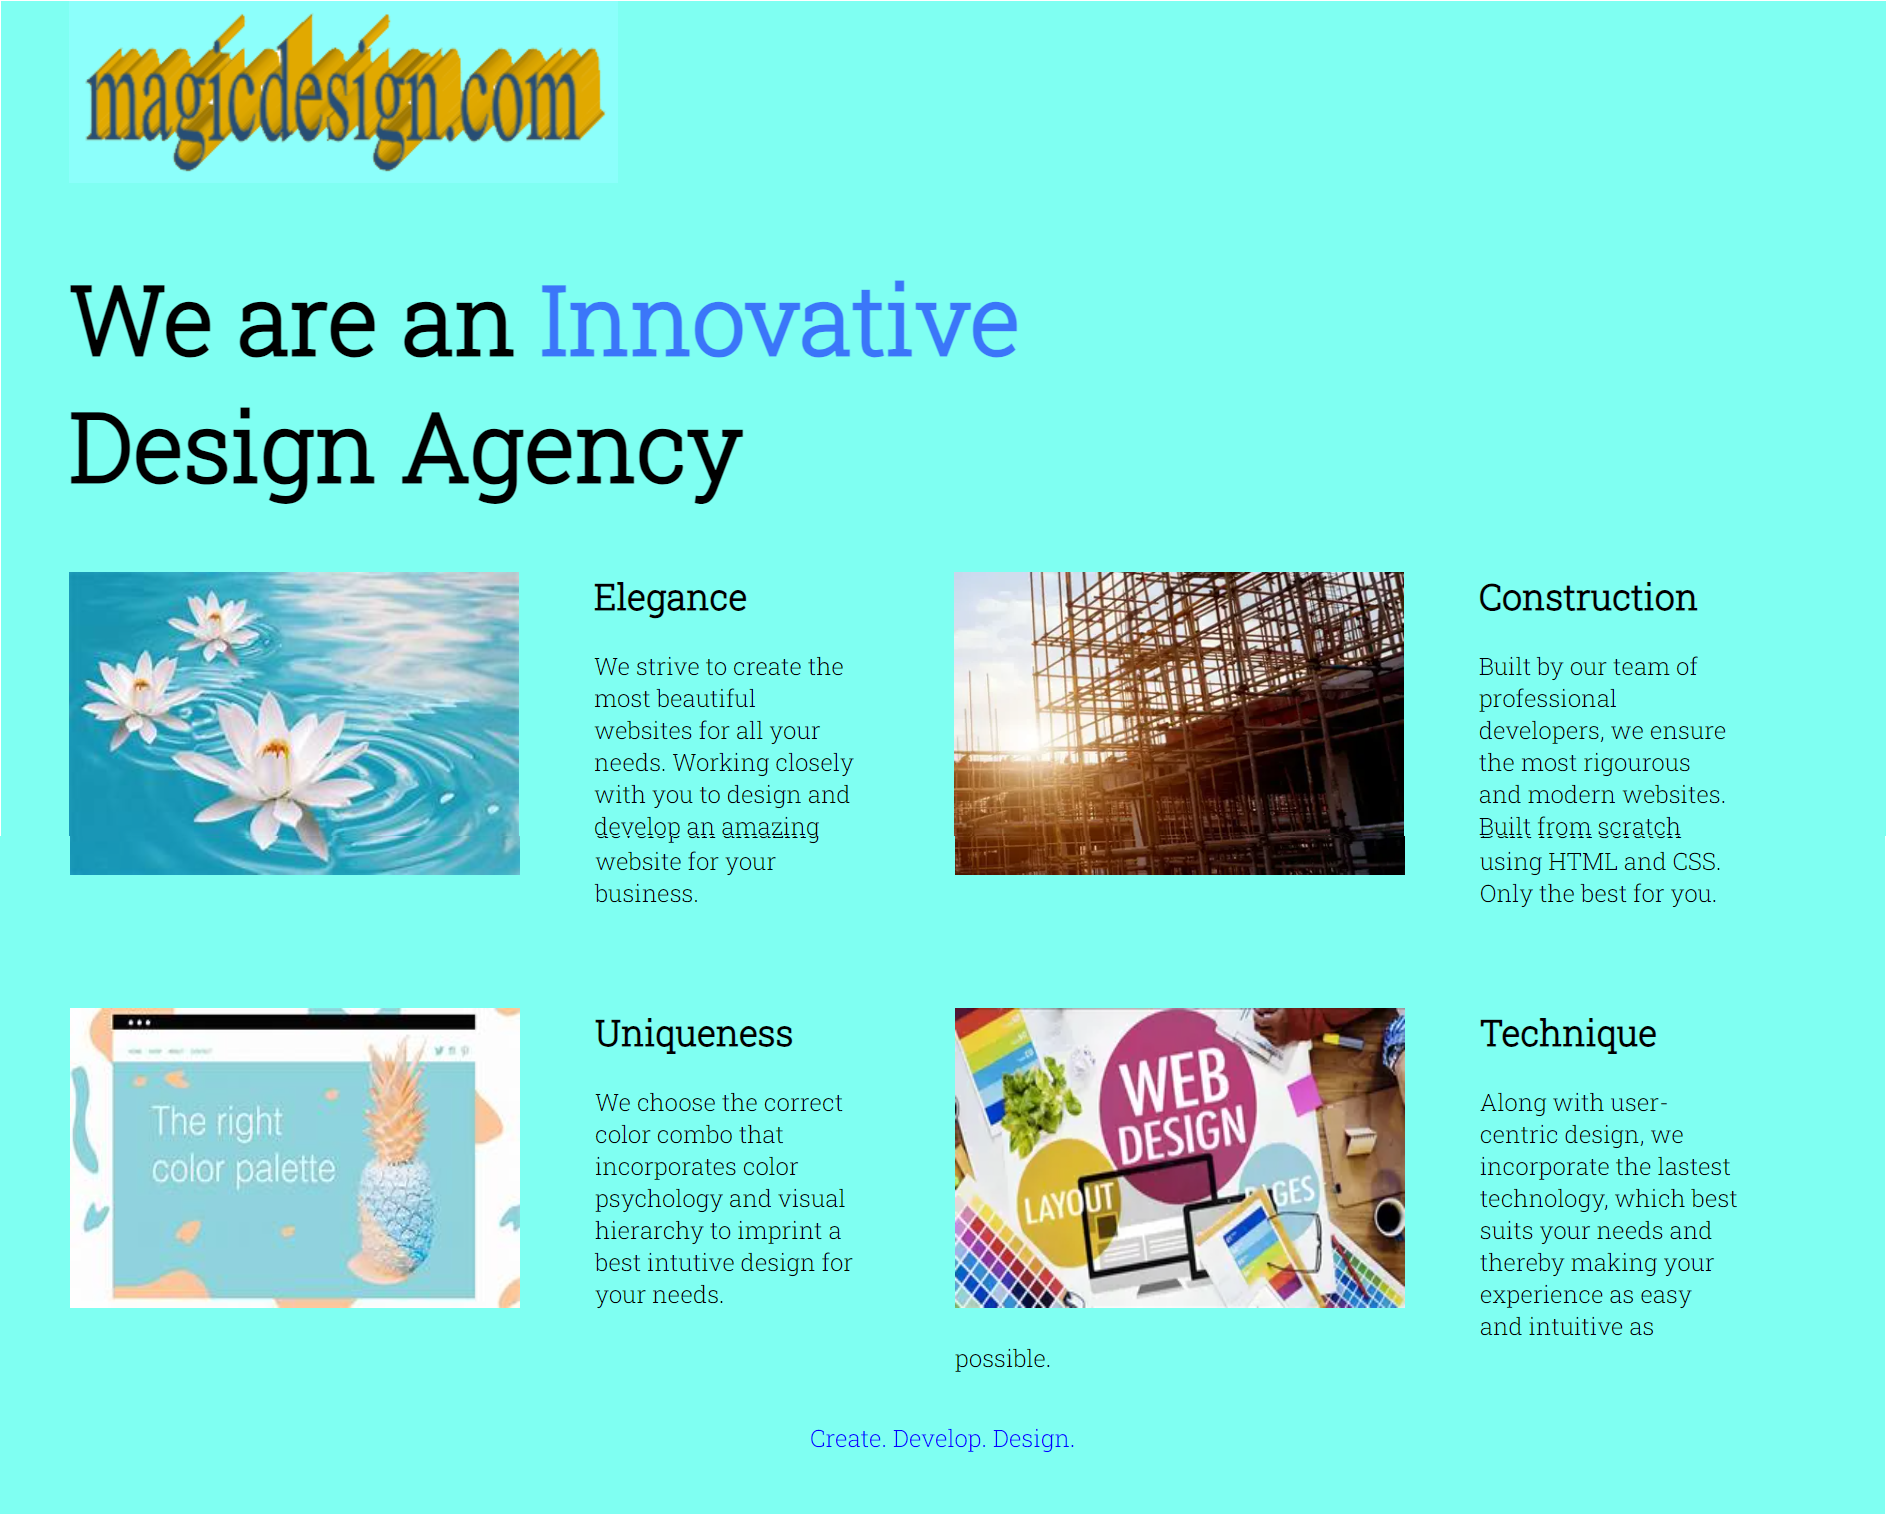 magicdesign.com
We are an Innovative
Design Agency
Elegance
We strive to create the
most beautiful
websites for all your
needs. Working closely
with you to design and
develop an amazing
website for your
business.
Construction
Built by our team of
professional
developers, we ensure
the most rigourous
and modern websites.
Built from scratch
using HTML and CSS.
Only the best for you.
The right
color palette
Uniqueness
We choose the correct
color combo that
incorporates color
psychology and visual
hierarchy to imprint a
best intutive design for
your needs.
WEB
DESIGN
LAYOUT
Technique
Along with user-
centric design, we
incorporate the lastest
technology, which best
suits your needs and
thereby making your
experience as easy
and intuitive as
possible.
Create. Develop. Design.